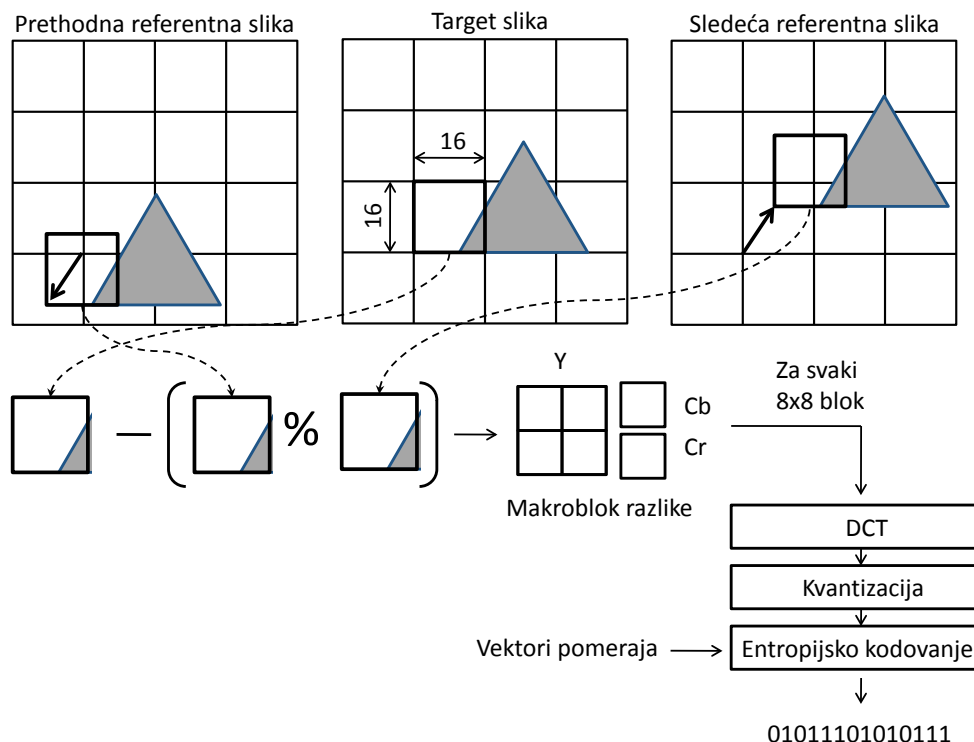 Prethodna referentna slika
Target slika
Sledeća referentna slika
16
16
Y
Cb
Cr
Za svaki
8x8 blok
%
Makroblok razlike
DCT
Kvantizacija
Vektori pomeraja
Entropijsko kodovanje
01011101010111